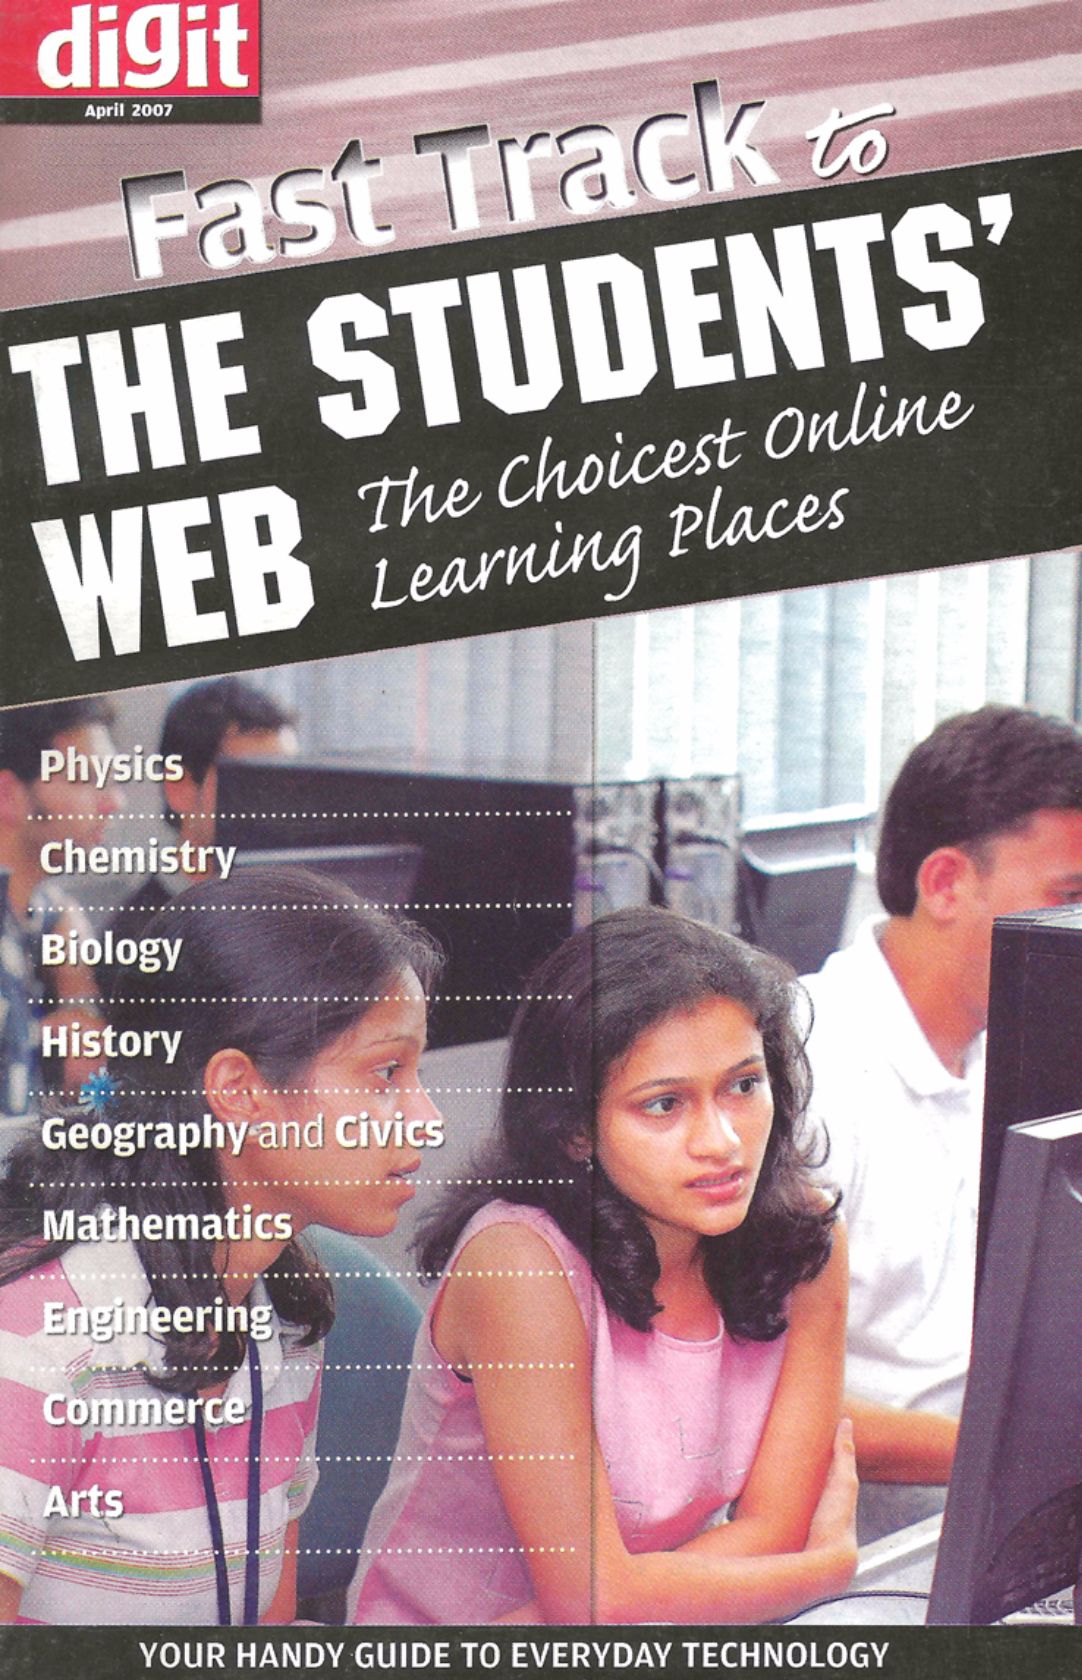 digit
April 2007
Fast Track to
THE STUDENTS'
WEB
The Choicest Online
Learning Places
Physics
Chemistry
Biology
History
Geography and Civics
Mathematics
Engineering
Commerce
Arts
YOUR HANDY GUIDE TO EVERYDAY TECHNOLOGY